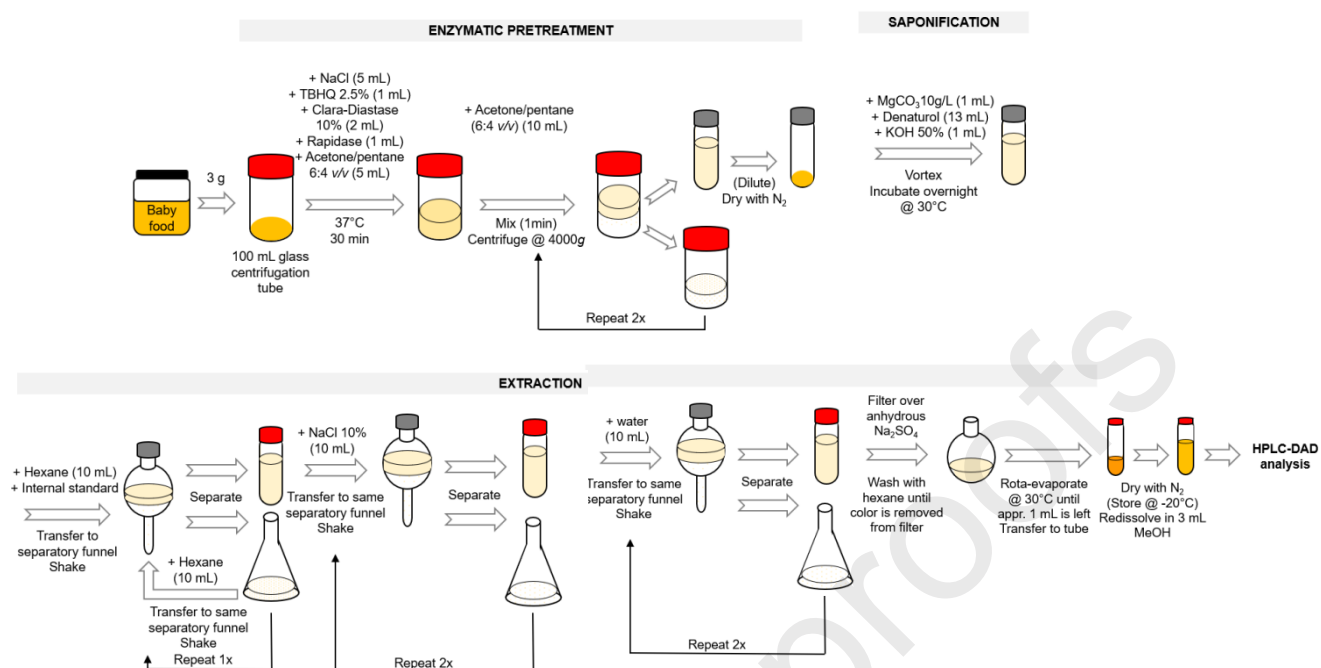 ENZYMATIC PRETREATMENT
SAPONIFICATION
+ NaCl (5 mL)
+ TBHQ 2.5% (1 mL)
+ Clara-Diastase
10% (2 mL)
+ Rapidase (1 mL)
+ Acetone/pentane
6:4 v/v) (5 mL)
+ Acetone/pentane
(6:4 v/v) (10 mL)
+ MgCO3 10g/L (1 mL)
+ Denaturol (13 mL)
+ KOH 50% (1 mL)
Baby
food
3 g
100 mL glass
centrifugation
tube
37°C
30 min
Mix (1min)
Centrifuge @ 4000g
Repeat 2x
(Dilute)
Dry with N2
Vortex
Incubate overnight
@ 30°C
EXTRACTION
+ Hexane (10 mL)
+ Internal standard
Transfer to
separatory funnel
Shake
Separate
+ Hexane
(10 mL)
Transfer to same
separatory funnel
Shake
Repeat 1x
+ NaCl 10%
(10 mL)
Transfer to same
separatory funnel
Shake
Separate
Repeat 2x
+ water
(10 mL)
Transfer to same
separatory funnel
Shake
Separate
Repeat 2x
Filter over
anhydrous
Na2SO4
Wash with
hexane until
color is removed
from filter
Rota-evaporate
@ 30°C until
appr. 1 mL is left
Transfer to tube
Dry with N2
(Store @ -20°C)
Redissolve in 3 mL
MeOH
HPLC-DAD
analysis
proofs